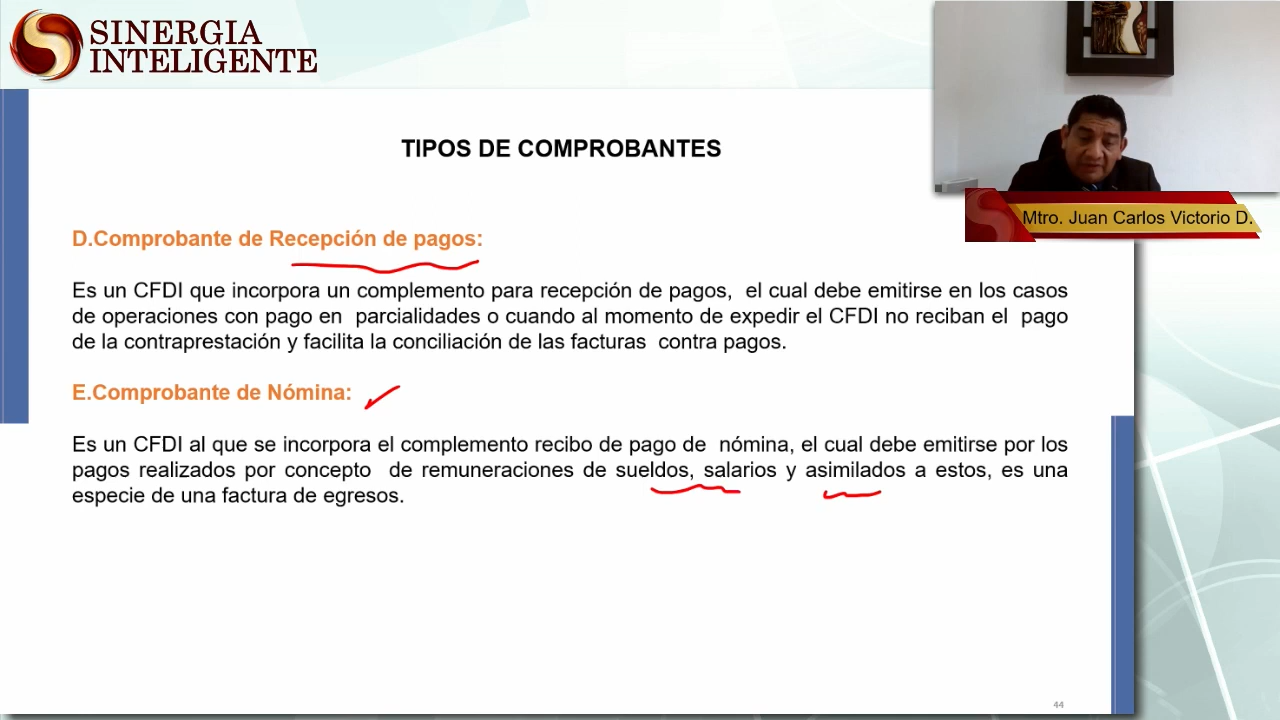 SINERGIA
INTELIGENTE
TIPOS DE COMPROBANTES
Mtro. Juan Carlos Victorio D.
D.Comprobante de Recepción de pagos:
Es un CFDI que incorpora un complemento para recepción de pagos, el cual debe emitirse en los casos
de operaciones con pago en parcialidades o cuando al momento de expedir el CFDI no reciban el pago
de la contraprestación y facilita la conciliación de las facturas contra pagos.
E.Comprobante de Nómina:
Es un CFDI al que se incorpora el complemento recibo de pago de nómina, el cual debe emitirse por los
pagos realizados por concepto de remuneraciones de sueldos, salarios y asimilados a estos, es una
especie de una factura de egresos.
44